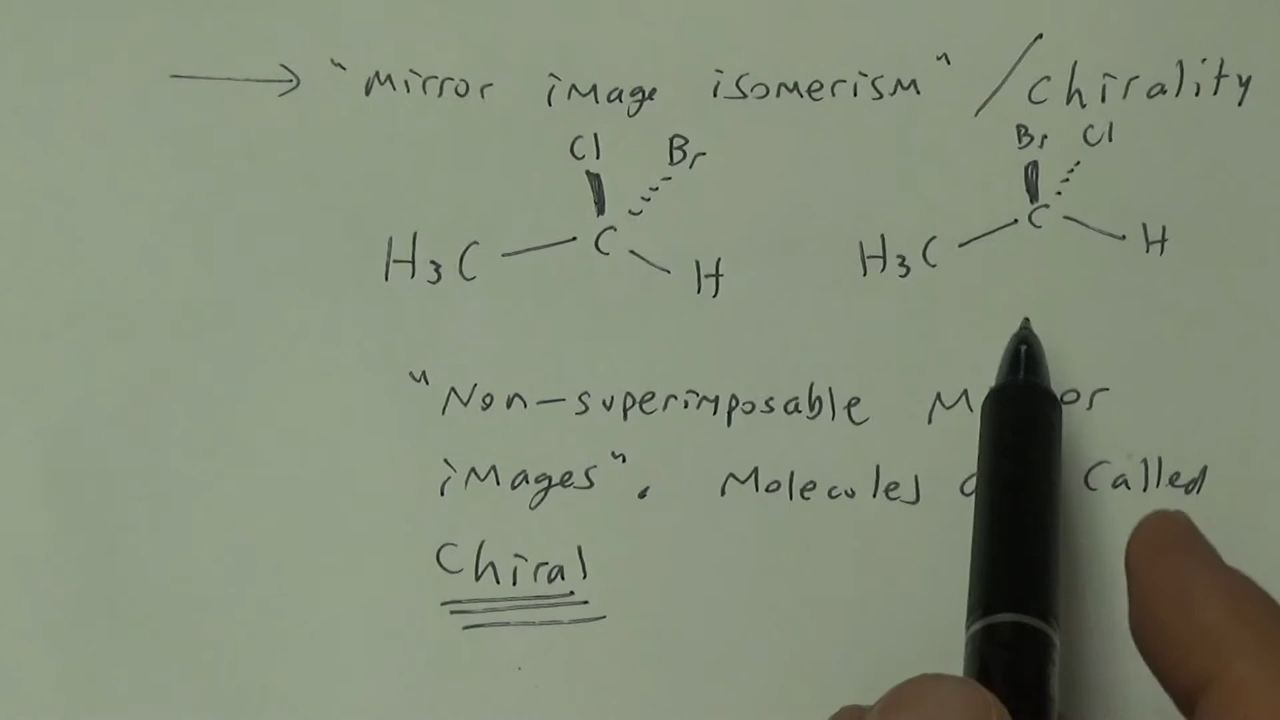 → "Mirror image isomerism" / Chirality
Cl Br Br Cl
H3C C H H3C C H
"Non-superimposable
images". Molecules Called
Chiral